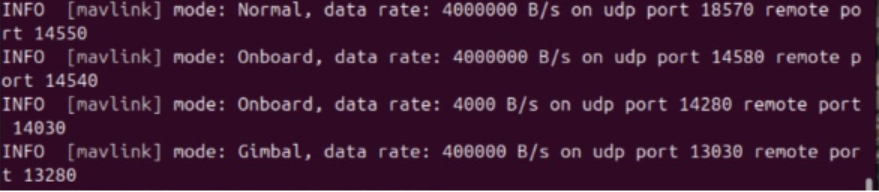 INFO  [mavlink] mode: Normal, data rate: 4000000 B/s on udp port 18570 remote po
rt 14550
INFO  [mavlink] mode: Onboard, data rate: 4000000 B/s on udp port 14580 remote p
ort 14540
INFO  [mavlink] mode: Onboard, data rate: 4000 B/s on udp port 14280 remote port
 14030
INFO  [mavlink] mode: Gimbal, data rate: 400000 B/s on udp port 13030 remote por
t 13280